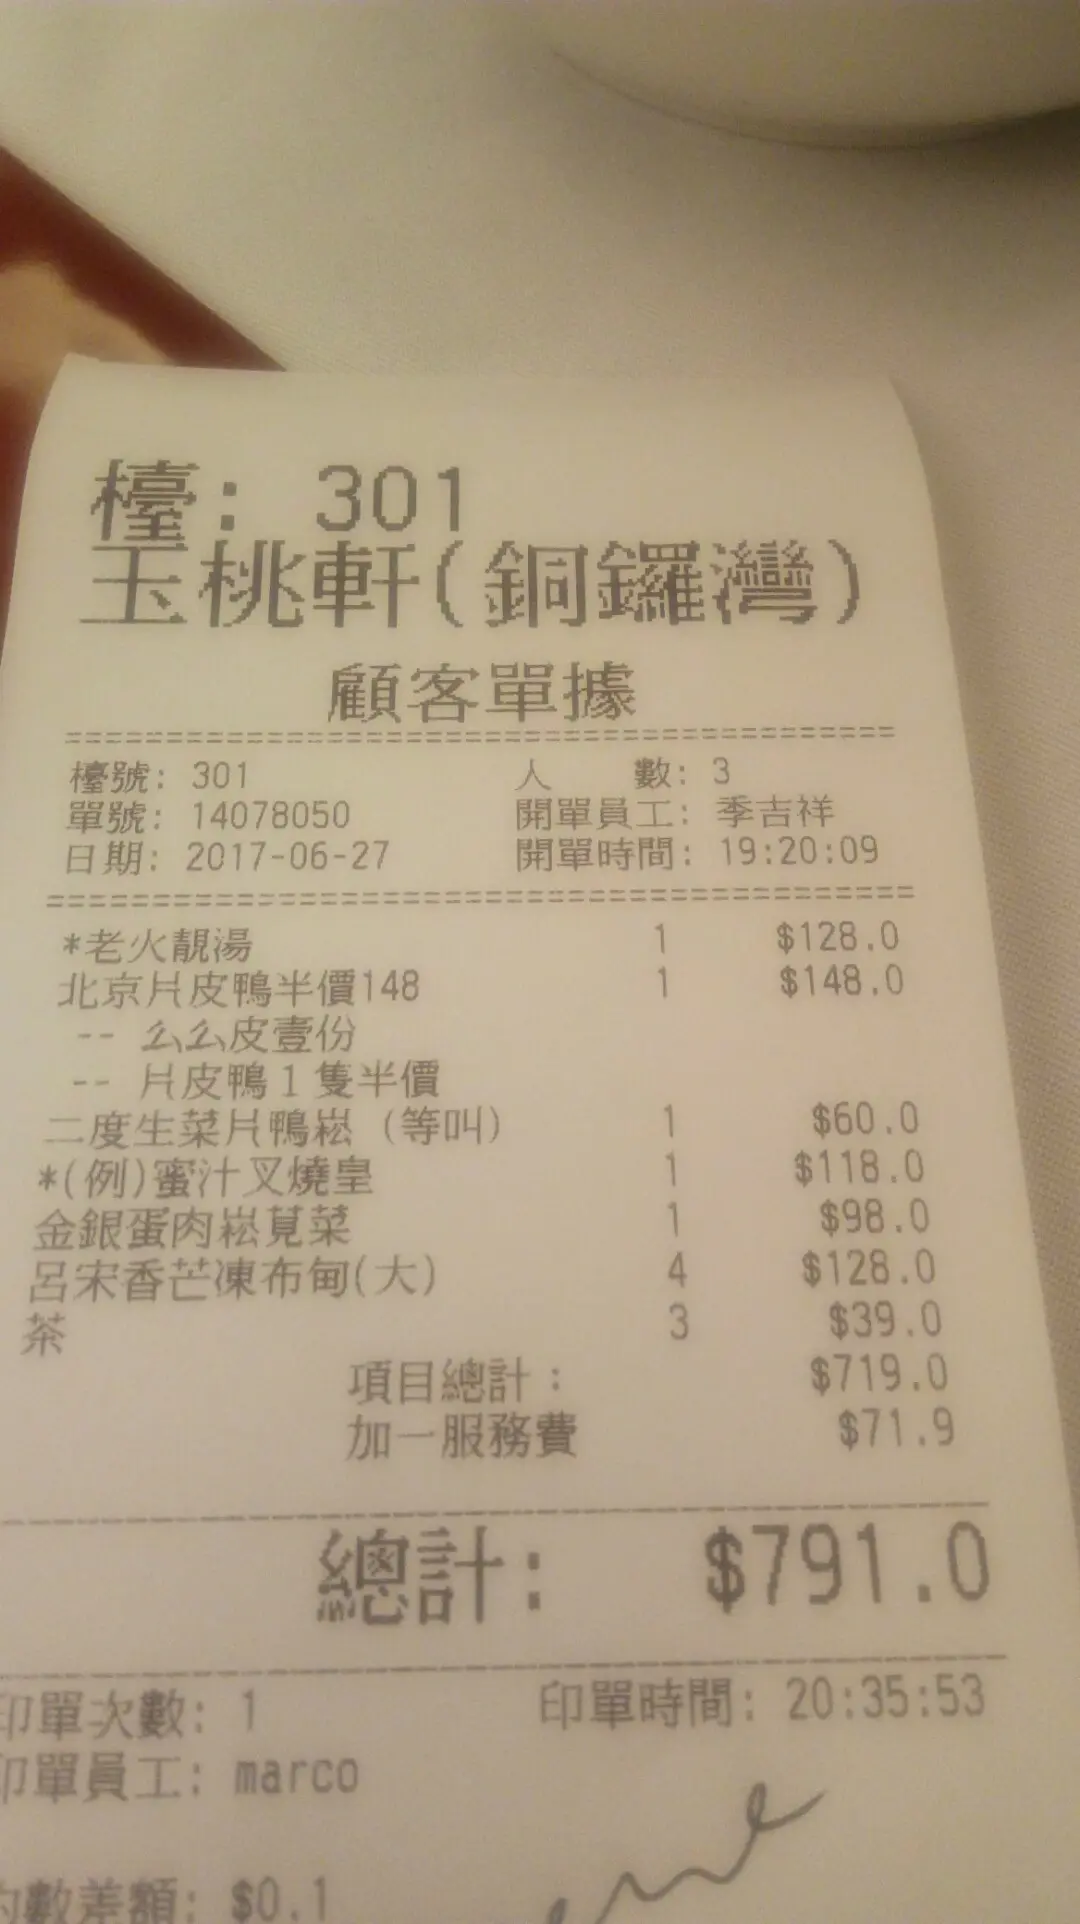 檯: 301
玉桃軒(銅鑼灣)
顧客單據
檯號: 301 人 數: 3
單號: 14078050 開單員工: 季吉祥
日期: 2017-06-27 開單時間: 19:20:09
*老火靚湯 1 $128.0
北京片皮鴨半價148 1 $148.0
-- 么么皮壹份
-- 片皮鴨1隻半價
二度生菜片鴨崧 (等叫) 1 $60.0
*(例)蜜汁叉燒皇 1 $118.0
金銀蛋肉崧莧菜 1 $98.0
呂宋香芒凍布甸(大) 4 $128.0
茶 3 $39.0
項目總計: $719.0
加一服務費 $71.9
總計: $791.0
印單次數: 1 印單時間: 20:35:53
印單員工: marco
數差額: $0.1